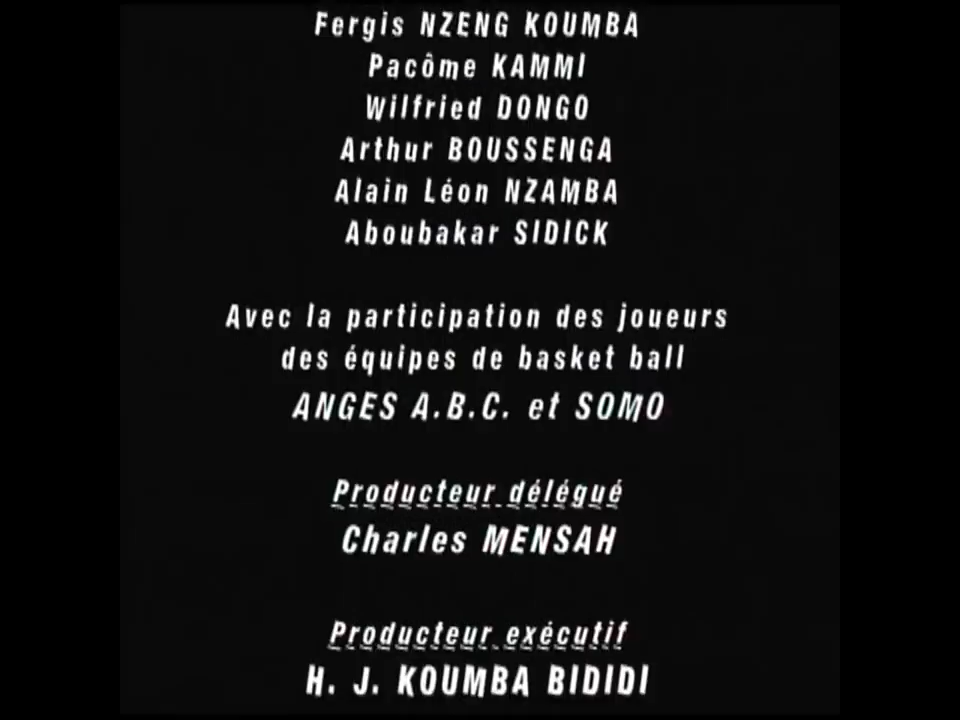 Fergis NZENG KOUMBA
Pacôme KAMMI
Wilfried DONGO
Arthur BOUSSENGA
Alain Léon NZAMBA
Aboubakar SIDICK
Avec la participation des joueurs
des équipes de basket ball
ANGES A.B.C. et SOMO
Producteur délégué
Charles MENSAH
Producteur exécutif
H. J. KOUMBA BIDIDI